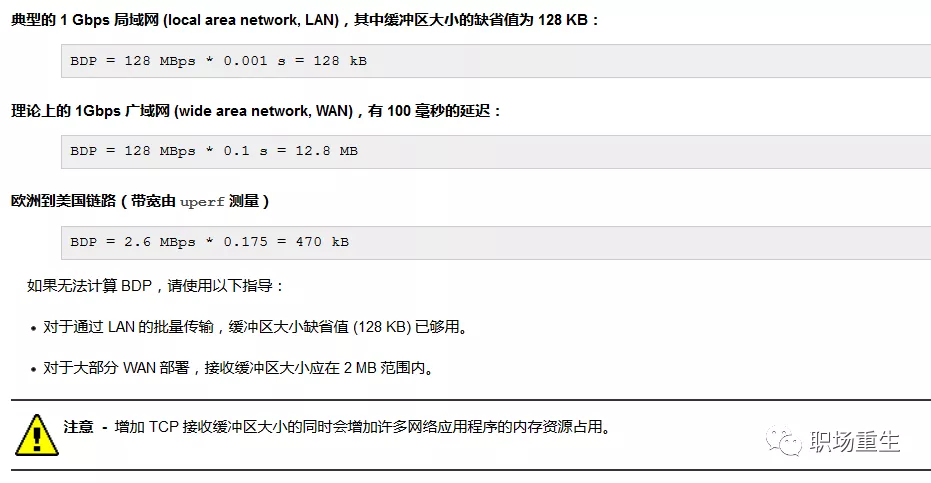 典型的 1 Gbps 局域网 (local area network, LAN)，其中缓冲区大小的缺省值为 128 KB：
BDP = 128 MBps * 0.001 s = 128 kB
理论上的 1Gbps 广域网 (wide area network, WAN)，有 100 毫秒的延迟：
BDP = 128 MBps * 0.1 s = 12.8 MB
欧洲到美国链路（带宽由 uperf 测量）
BDP = 2.6 MBps * 0.175 = 470 kB
如果无法计算 BDP，请使用以下指导：
• 对于通过 LAN 的批量传输，缓冲区大小缺省值 (128 KB) 已够用。
• 对于大部分 WAN 部署，接收缓冲区大小应在 2 MB 范围内。
注意 - 增加 TCP 接收缓冲区大小的同时会增加许多网络应用程序的内存资源占用。
职场重生